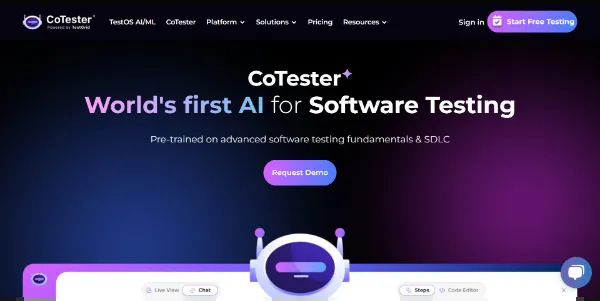 CoTester
Powered by TestGrid
TestOS AI/ML CoTester Platform Solutions Pricing Resources Sign in Start Free Testing
CoTester
World's first AI for Software Testing
Pre-trained on advanced software testing fundamentals & SDLC
Request Demo
Live View Chat Steps Code Editor